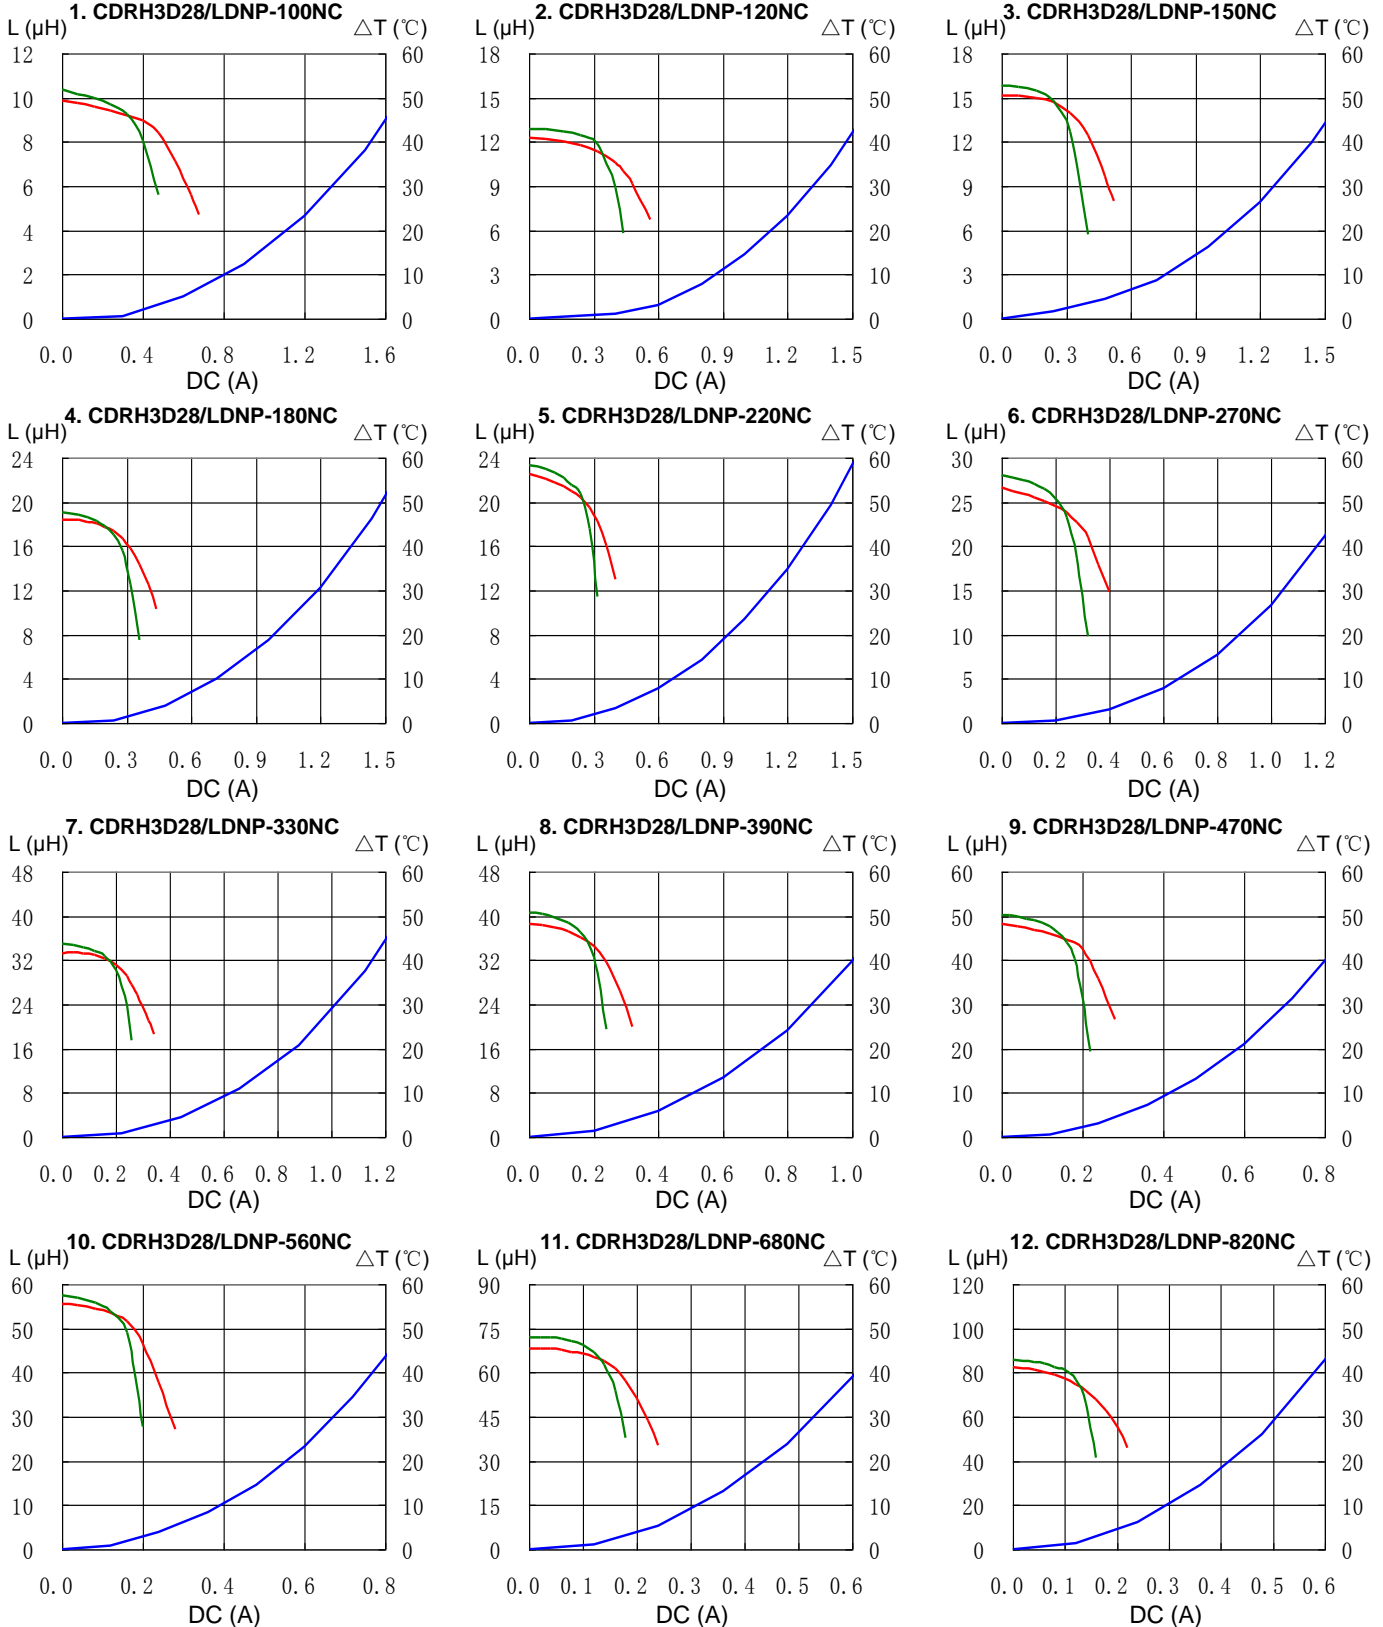 1. CDRH3D28/LDNP-100NC
L (µH) △T (℃)
12 60
10 50
8 40
6 30
4 20
2 10
0 0
0.0 0.4 0.8 1.2 1.6
DC (A)
2. CDRH3D28/LDNP-120NC
L (µH) △T (℃)
18 60
15 50
12 40
9 30
6 20
3 10
0 0
0.0 0.3 0.6 0.9 1.2 1.5
DC (A)
3. CDRH3D28/LDNP-150NC
L (µH) △T (℃)
18 60
15 50
12 40
9 30
6 20
3 10
0 0
0.0 0.3 0.6 0.9 1.2 1.5
DC (A)
4. CDRH3D28/LDNP-180NC
L (µH) △T (℃)
24 60
20 50
16 40
12 30
8 20
4 10
0 0
0.0 0.3 0.6 0.9 1.2 1.5
DC (A)
5. CDRH3D28/LDNP-220NC
L (µH) △T (℃)
24 60
20 50
16 40
12 30
8 20
4 10
0 0
0.0 0.3 0.6 0.9 1.2 1.5
DC (A)
6. CDRH3D28/LDNP-270NC
L (µH) △T (℃)
30 60
25 50
20 40
15 30
10 20
5 10
0 0
0.0 0.2 0.4 0.6 0.8 1.0 1.2
DC (A)
7. CDRH3D28/LDNP-330NC
L (µH) △T (℃)
48 60
40 50
32 40
24 30
16 20
8 10
0 0
0.0 0.2 0.4 0.6 0.8 1.0 1.2
DC (A)
8. CDRH3D28/LDNP-390NC
L (µH) △T (℃)
48 60
40 50
32 40
24 30
16 20
8 10
0 0
0.0 0.2 0.4 0.6 0.8 1.0
DC (A)
9. CDRH3D28/LDNP-470NC
L (µH) △T (℃)
60 60
50 50
40 40
30 30
20 20
10 10
0 0
0.0 0.2 0.4 0.6 0.8
DC (A)
10. CDRH3D28/LDNP-560NC
L (µH) △T (℃)
60 60
50 50
40 40
30 30
20 20
10 10
0 0
0.0 0.2 0.4 0.6 0.8
DC (A)
11. CDRH3D28/LDNP-680NC
L (µH) △T (℃)
90 60
75 50
60 40
45 30
30 20
15 10
0 0
0.0 0.1 0.2 0.3 0.4 0.5 0.6
DC (A)
12. CDRH3D28/LDNP-820NC
L (µH) △T (℃)
120 60
100 50
80 40
60 30
40 20
20 10
0 0
0.0 0.1 0.2 0.3 0.4 0.5 0.6
DC (A)